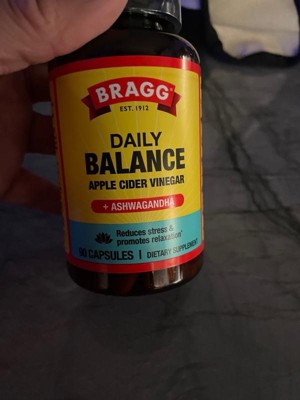 BRAGG
EST. 1912
DAILY
BALANCE
APPLE CIDER VINEGAR
+ ASHWAGANDHA
Reduces stress &
promotes relaxation*
90 CAPSULES | DIETARY SUPPLEMENT